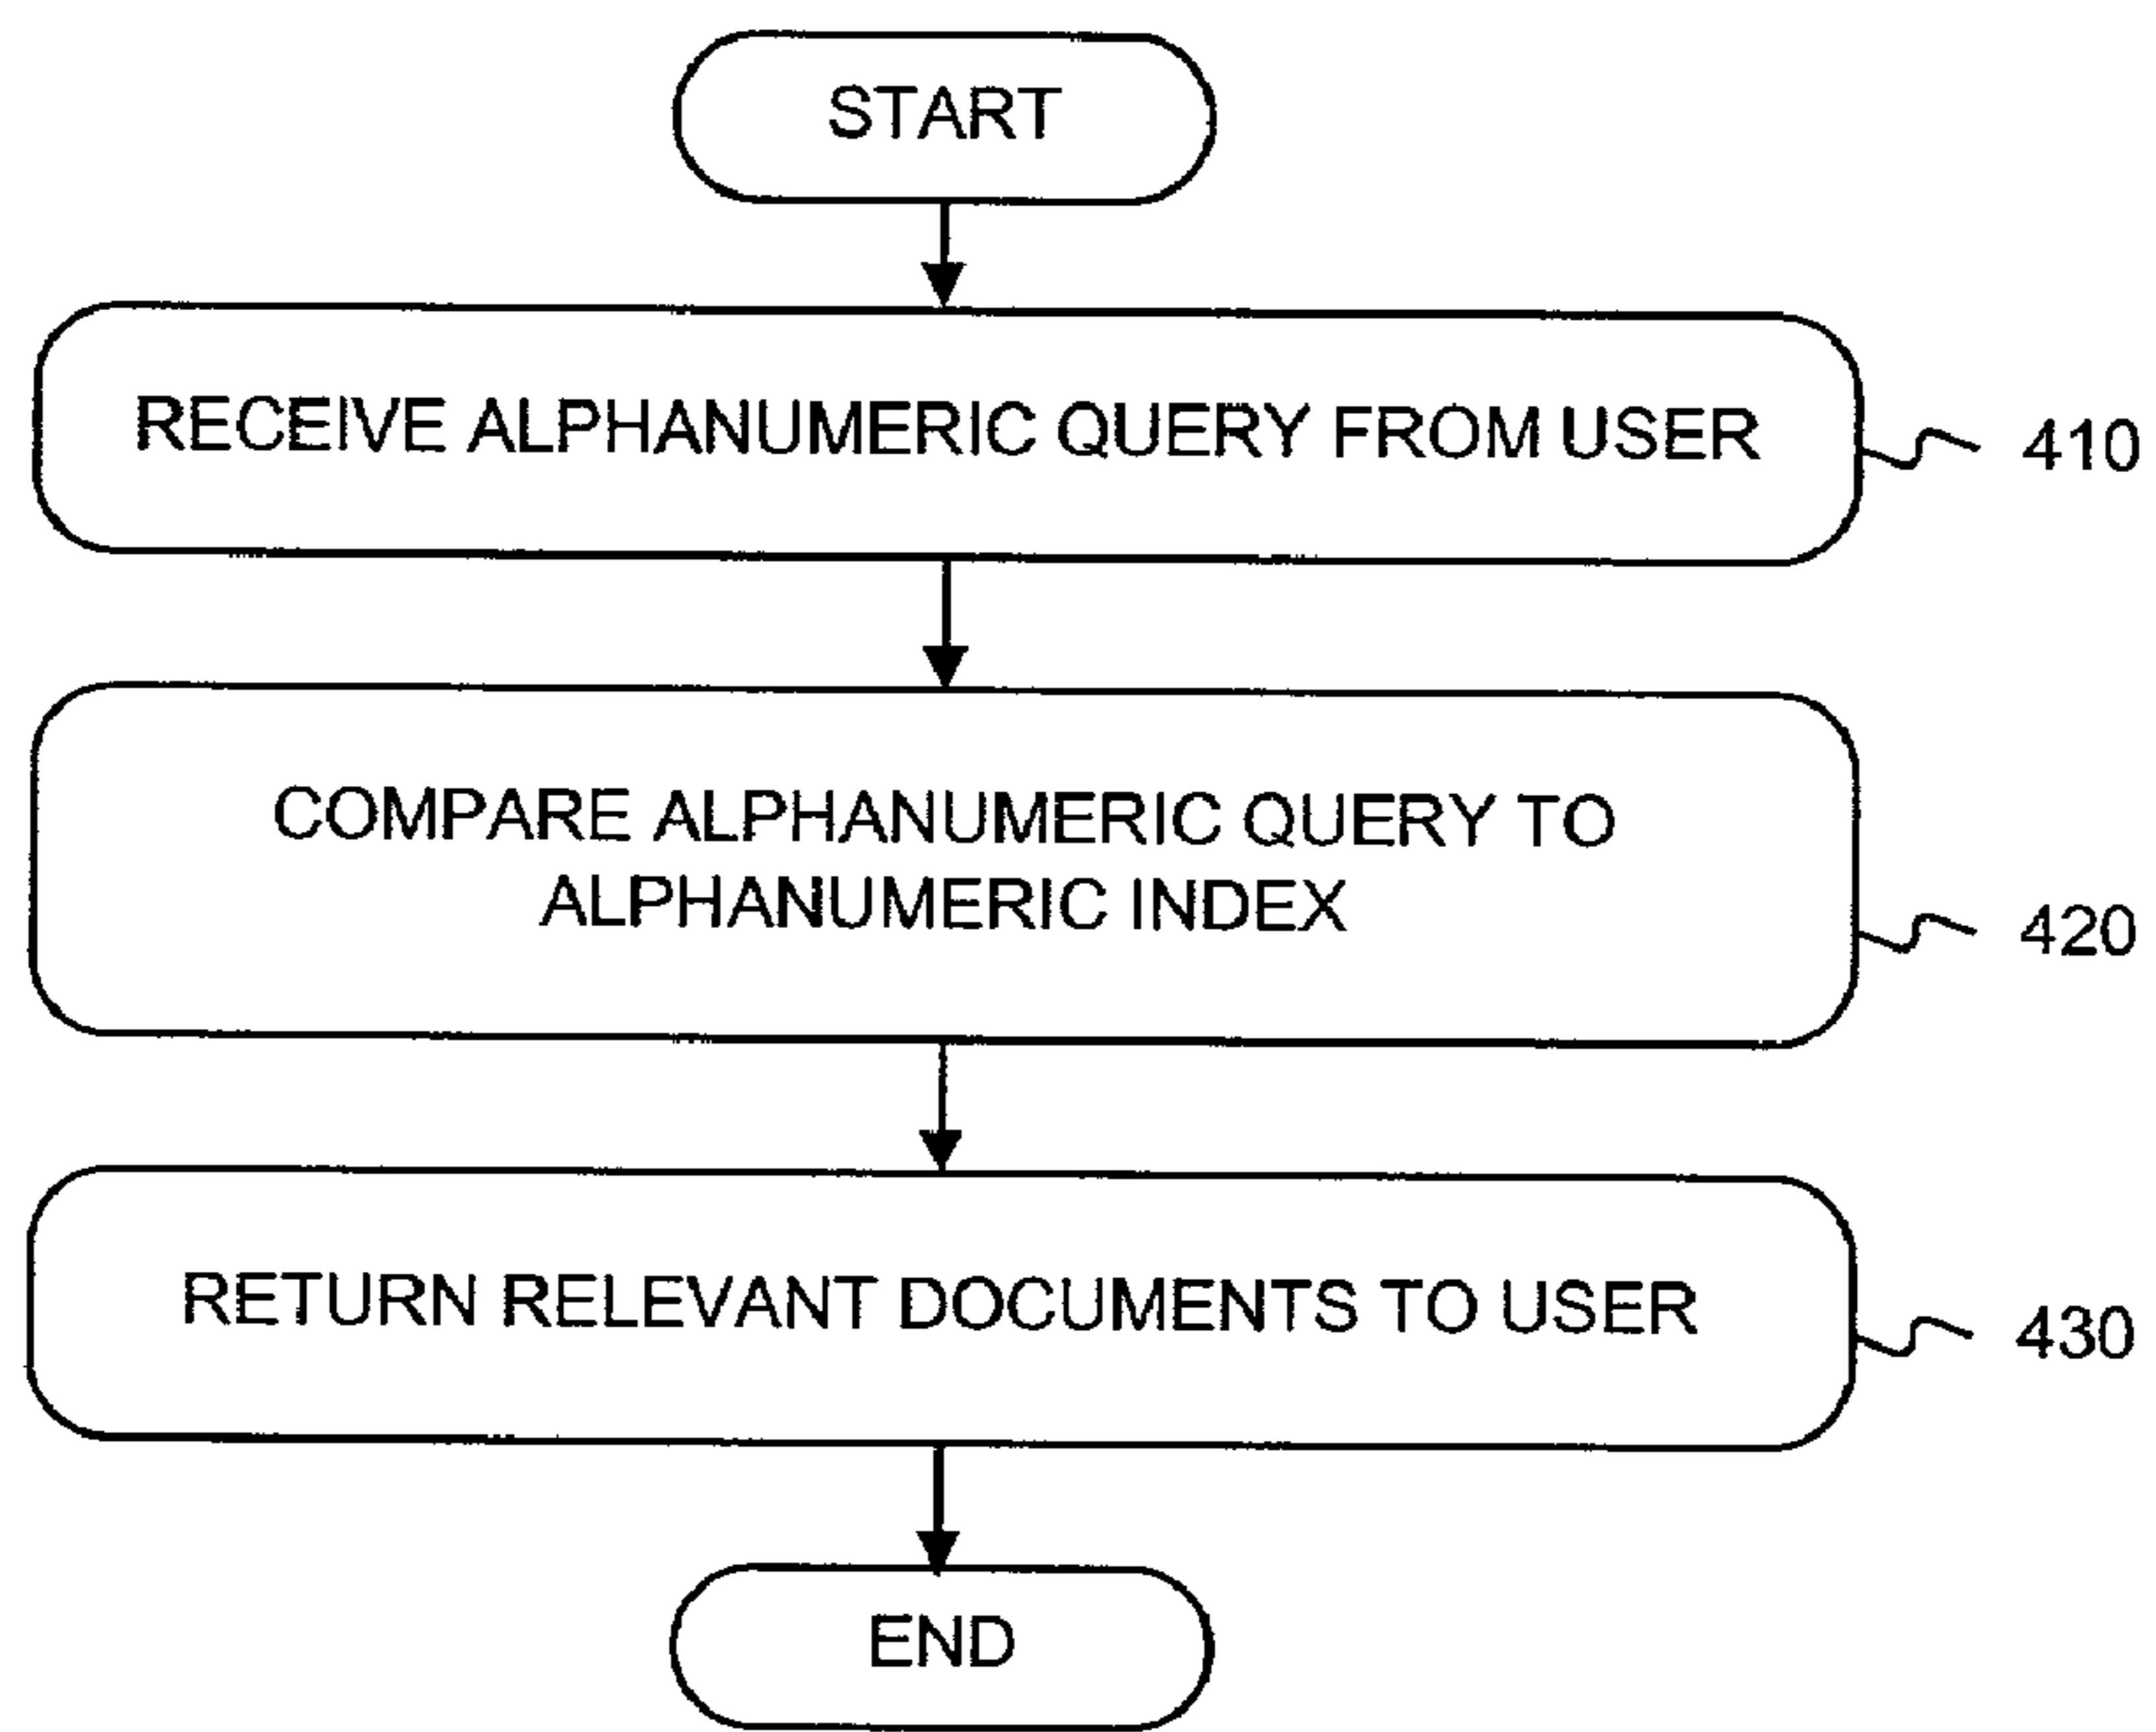 START
RECEIVE ALPHANUMERIC QUERY FROM USER
410
COMPARE ALPHANUMERIC QUERY TO
ALPHANUMERIC INDEX
420
RETURN RELEVANT DOCUMENTS TO USER
430
END